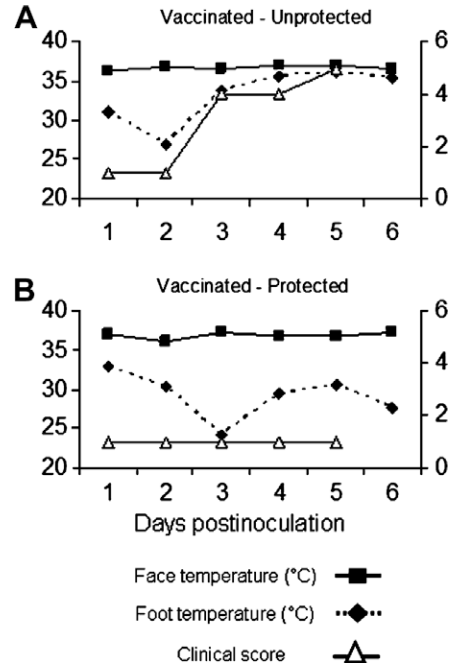 A Vaccinated - Unprotected
40 6
35
30 4
25 2
20 0
1 2 3 4 5 6
B Vaccinated - Protected
40 6
35
30 4
25 2
20 0
1 2 3 4 5 6
Days postinoculation
Face temperature (°C)
Foot temperature (°C)
Clinical score